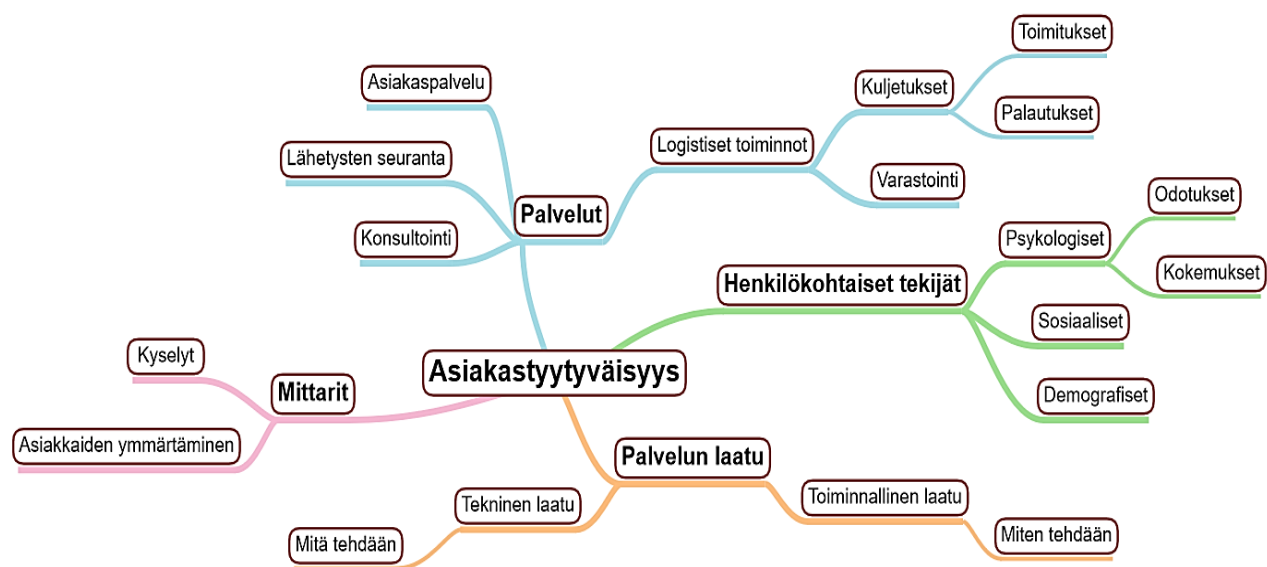 Asiakastyytyväisyys
Palvelut
Asiakaspalvelu
Lähetysten seuranta
Konsultointi
Logistiset toiminnot
Kuljetukset
Toimitukset
Palautukset
Varastointi
Henkilökohtaiset tekijät
Psykologiset
Odotukset
Kokemukset
Sosiaaliset
Demografiset
Mittarit
Kyselyt
Asiakkaiden ymmärtäminen
Palvelun laatu
Tekninen laatu
Mitä tehdään
Toiminnallinen laatu
Miten tehdään